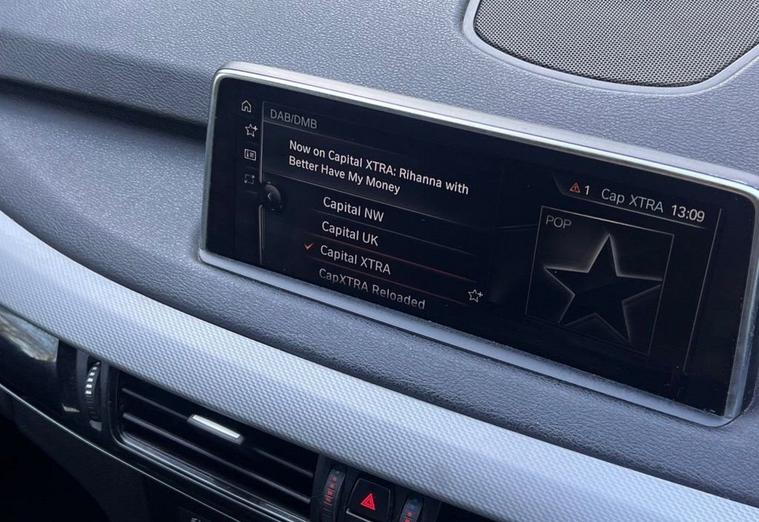 DAB/DMB
Now on Capital XTRA: Rihanna with
Better Have My Money
1 Cap XTRA 13:09
Capital NW
Capital UK
Capital XTRA
CapXTRA Reloaded
POP